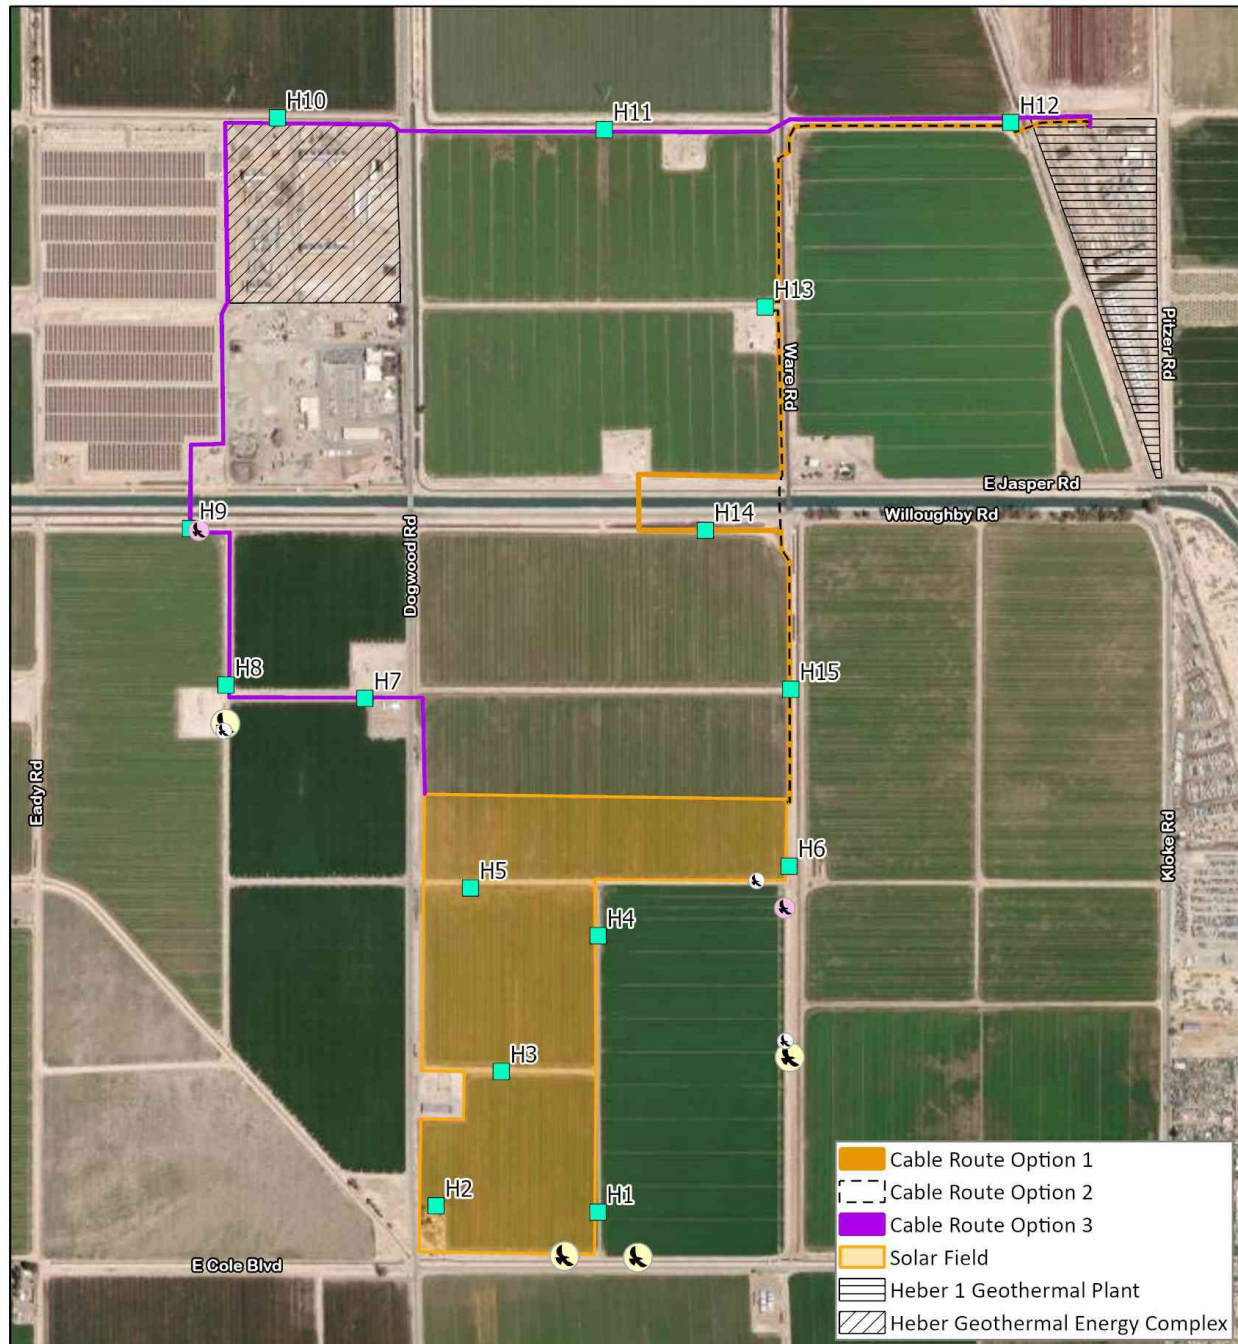 H10
H11
H12
H13
Ware Rd
Pitzer Rd
E Jasper Rd
H9
H14
Willoughby Rd
Dogwood Rd
H8
H7
H15
Eady Rd
Kloke Rd
H6
H5
H4
H3
H2
H1
E Cole Blvd
Cable Route Option 1
Cable Route Option 2
Cable Route Option 3
Solar Field
Heber 1 Geothermal Plant
Heber Geothermal Energy Complex